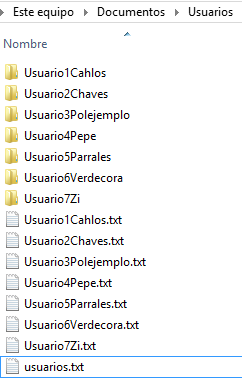 Este equipo Documentos Usuarios
Nombre
Usuario1Cahlos
Usuario2Chaves
Usuario3Polejemplo
Usuario4Pepe
Usuario5Parrales
Usuario6Verdecora
Usuario7Zi
Usuario1Cahlos.txt
Usuario2Chaves.txt
Usuario3Polejemplo.txt
Usuario4Pepe.txt
Usuario5Parrales.txt
Usuario6Verdecora.txt
Usuario7Zi.txt
usuarios.txt